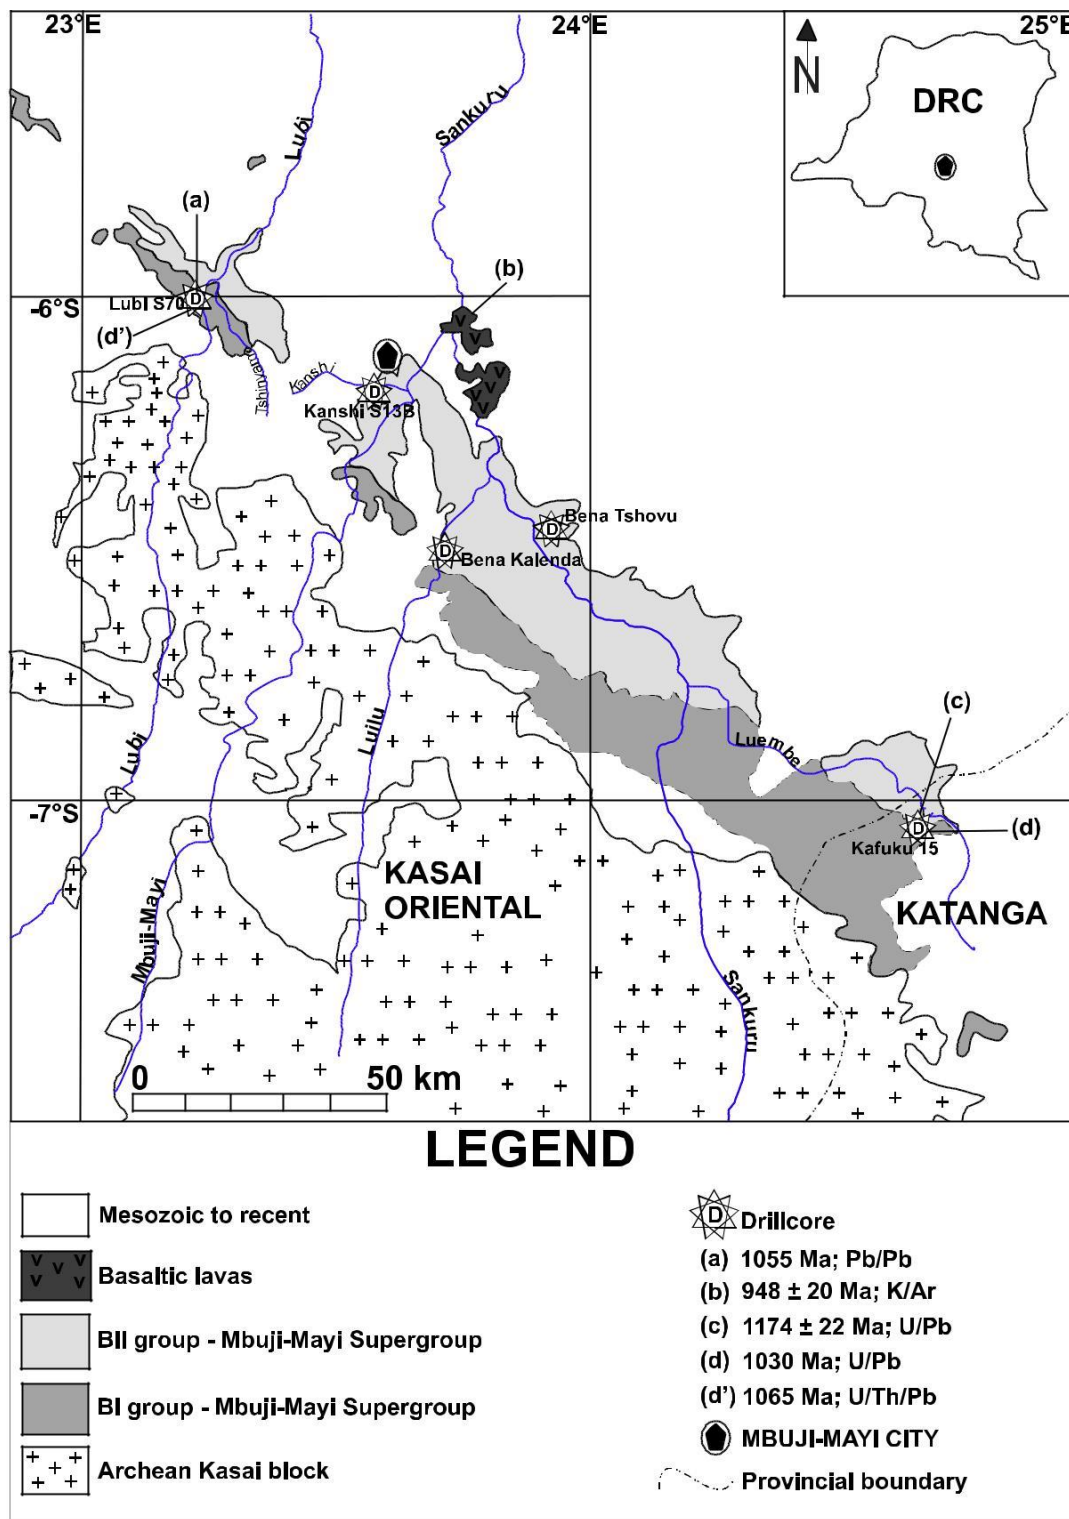 23°E
24°E
25°E
N
DRC
Lubi
Sankuru
(a)
(b)
-6°S
Lubi S70
D
(d')
Tshinyama
Kanshi
D
Kanshi S13B
D
Bena Tshovu
D
Bena Kalenda
Lubi
Luilu
Luembe
(c)
-7°S
D
(d)
Kafuku 15
KASAI
ORIENTAL
KATANGA
Mbuji-Mayi
Sankuru
0
50 km
LEGEND
Mesozoic to recent
Basaltic lavas
BII group - Mbuji-Mayi Supergroup
BI group - Mbuji-Mayi Supergroup
Archean Kasai block
D Drillcore
(a) 1055 Ma; Pb/Pb
(b) 948 ± 20 Ma; K/Ar
(c) 1174 ± 22 Ma; U/Pb
(d) 1030 Ma; U/Pb
(d') 1065 Ma; U/Th/Pb
MBUJI-MAYI CITY
Provincial boundary